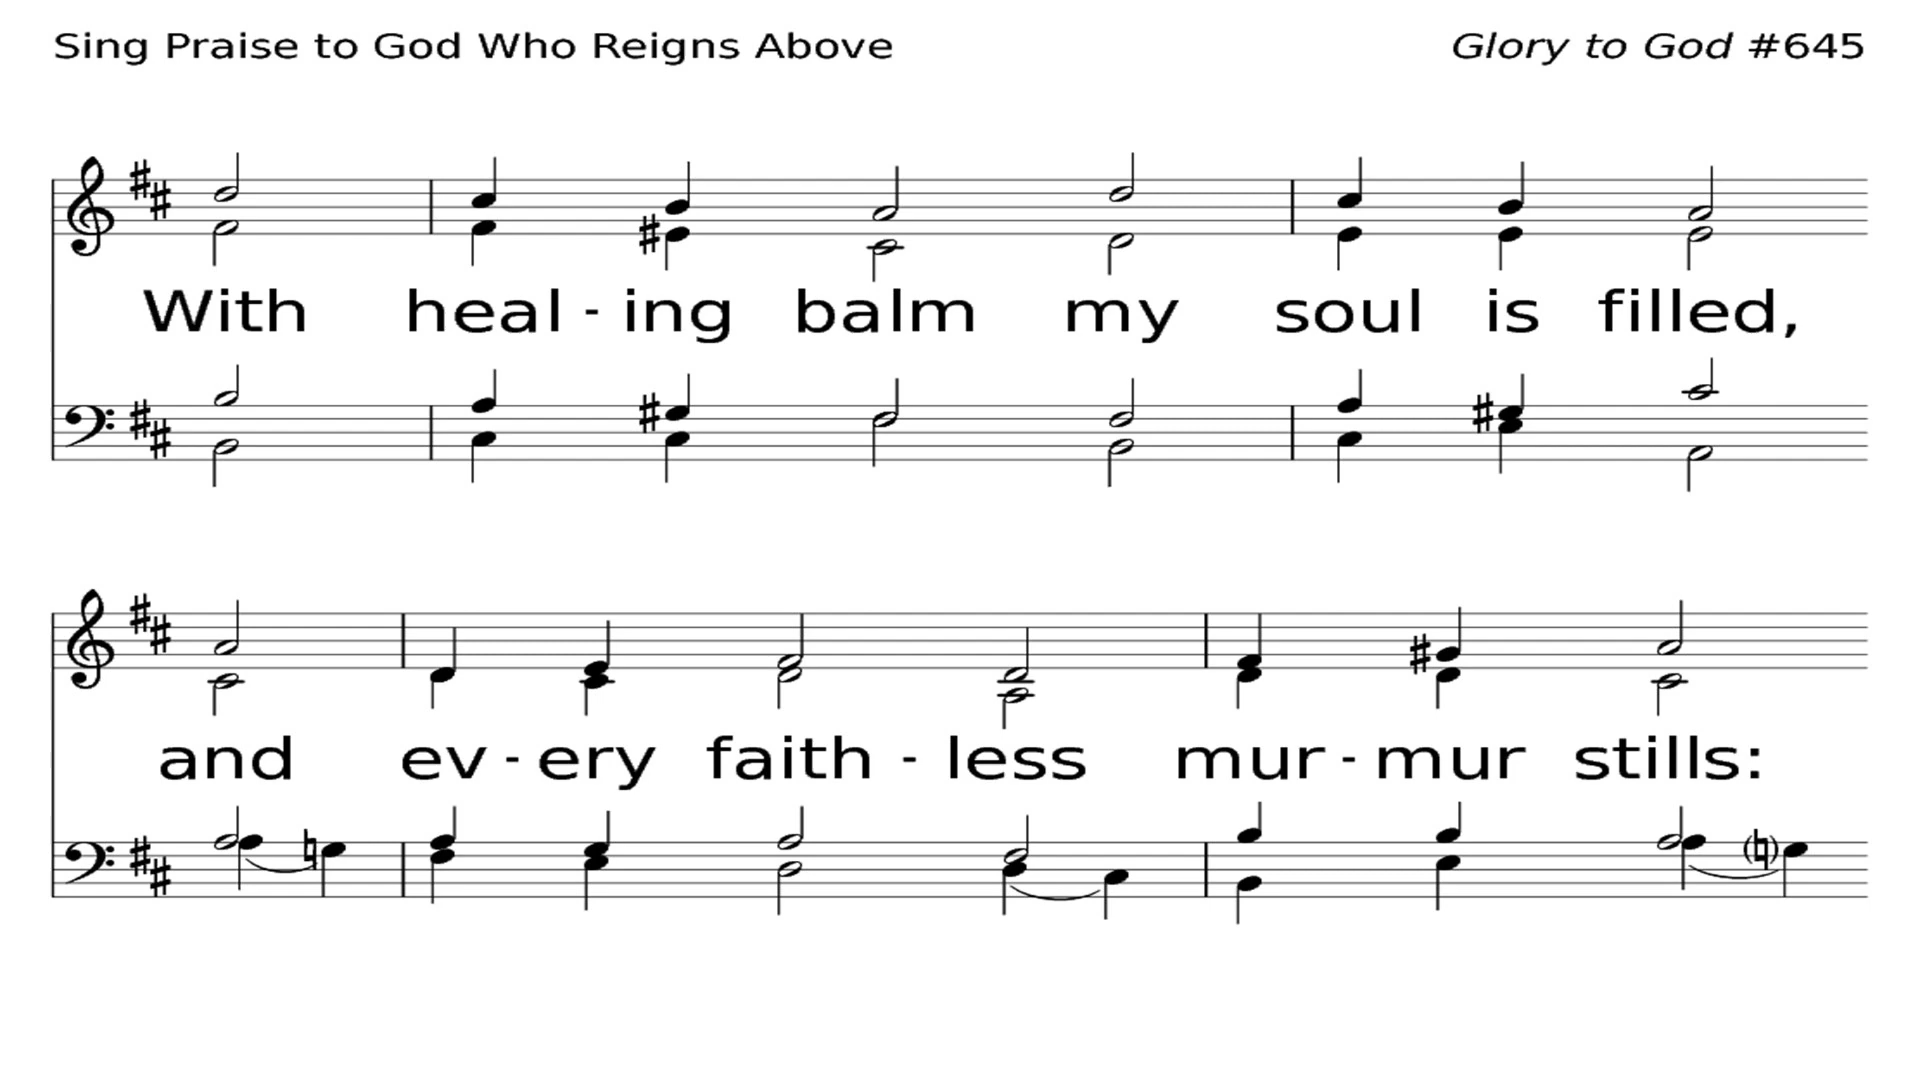 Sing Praise to God Who Reigns Above Glory to God #645
With heal - ing balm my soul is filled,
and ev - ery faith - less mur - mur stills: